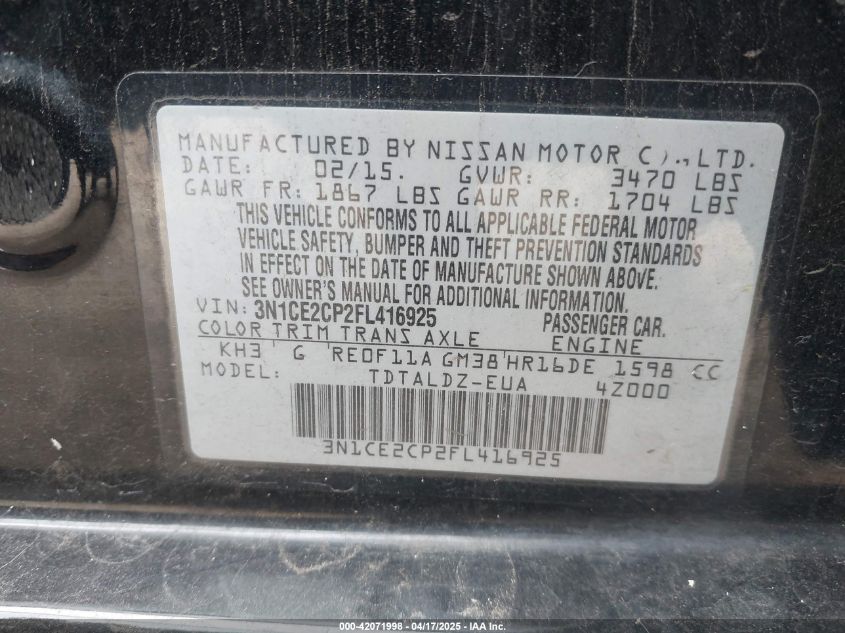 MANUFACTURED BY NISSAN MOTOR CO., LTD.
DATE: 02/15. GVWR: 3470 LBS
GAWR FR: 1867 LBS GAWR RR: 1704 LBS
THIS VEHICLE CONFORMS TO ALL APPLICABLE FEDERAL MOTOR
VEHICLE SAFETY, BUMPER AND THEFT PREVENTION STANDARDS
IN EFFECT ON THE DATE OF MANUFACTURE SHOWN ABOVE.
SEE OWNER'S MANUAL FOR ADDITIONAL INFORMATION.
VIN: 3N1CE2CP2FL416925 PASSENGER CAR.
COLOR TRIM TRANS AXLE ENGINE
KH3 G RE0F11A GM38 HR16DE 1598 CC
MODEL: TDTALDZ-EUA 4Z000
3N1CE2CP2FL416925
000-42071998 - 04/17/2025 - IAA Inc.